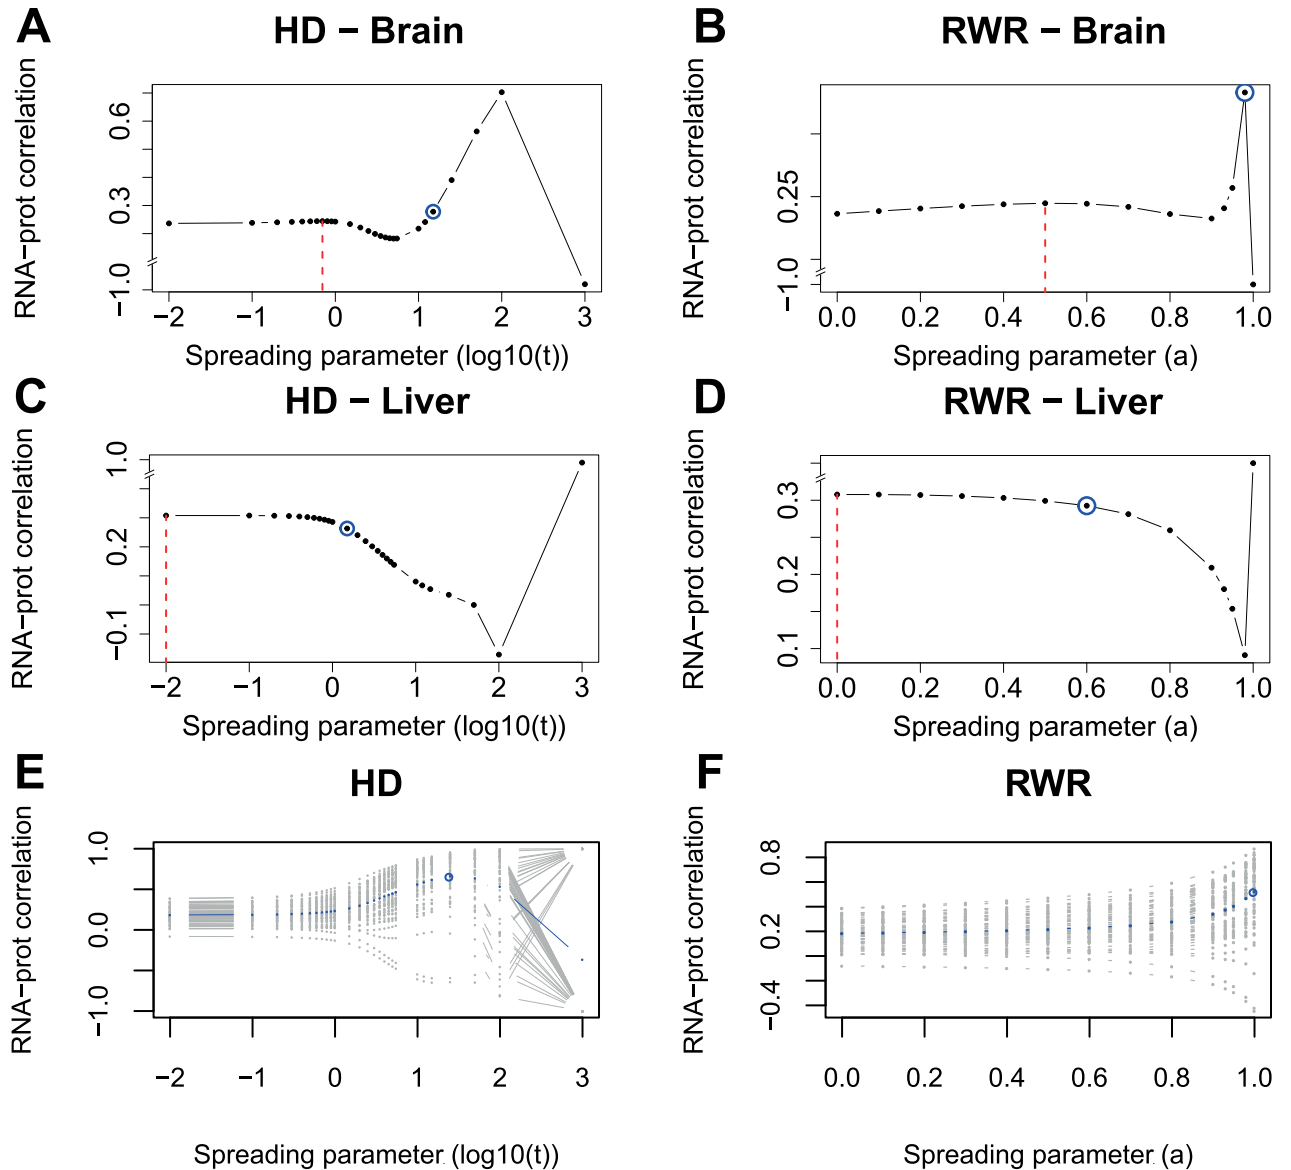 A
HD − Brain
RNA−prot correlation
0.6
0.3
−1.0
−2 −1 0 1 2 3
Spreading parameter (log10(t))
B
RWR − Brain
RNA−prot correlation
0.25
−1.0
0.0 0.2 0.4 0.6 0.8 1.0
Spreading parameter (a)
C
HD − Liver
RNA−prot correlation
1.0
0.2
−0.1
−2 −1 0 1 2 3
Spreading parameter (log10(t))
D
RWR − Liver
RNA−prot correlation
0.3
0.2
0.1
0.0 0.2 0.4 0.6 0.8 1.0
Spreading parameter (a)
E
HD
RNA−prot correlation
1.0
0.0
−1.0
−2 −1 0 1 2 3
Spreading parameter (log10(t))
F
RWR
RNA−prot correlation
0.8
0.2
−0.4
0.0 0.2 0.4 0.6 0.8 1.0
Spreading parameter (a)